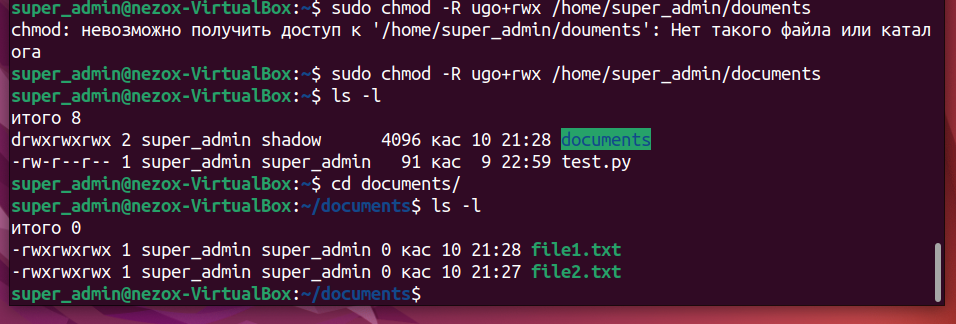 super_admin@nezox-VirtualBox:~$ sudo chmod -R ugo+rwx /home/super_admin/douments
chmod: невозможно получить доступ к '/home/super_admin/douments': Нет такого файла или катал
ога
super_admin@nezox-VirtualBox:~$ sudo chmod -R ugo+rwx /home/super_admin/documents
super_admin@nezox-VirtualBox:~$ ls -l
итого 8
drwxrwxrwx 2 super_admin shadow      4096 кас 10 21:28 documents
-rw-r--r-- 1 super_admin super_admin   91 кас  9 22:59 test.py
super_admin@nezox-VirtualBox:~$ cd documents/
super_admin@nezox-VirtualBox:~/documents$ ls -l
итого 0
-rwxrwxrwx 1 super_admin super_admin 0 кас 10 21:28 file1.txt
-rwxrwxrwx 1 super_admin super_admin 0 кас 10 21:27 file2.txt
super_admin@nezox-VirtualBox:~/documents$